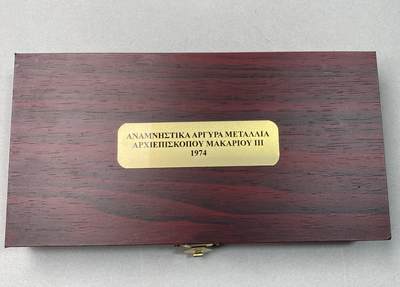 ΑΝΑΜΝΗΣΤΙΚΑ ΑΡΓΥΡΑ ΜΕΤΑΛΛΙΑ
ΑΡΧΙΕΠΙΣΚΟΠΟΥ ΜΑΚΑΡΙΟΥ ΙΙΙ
1974